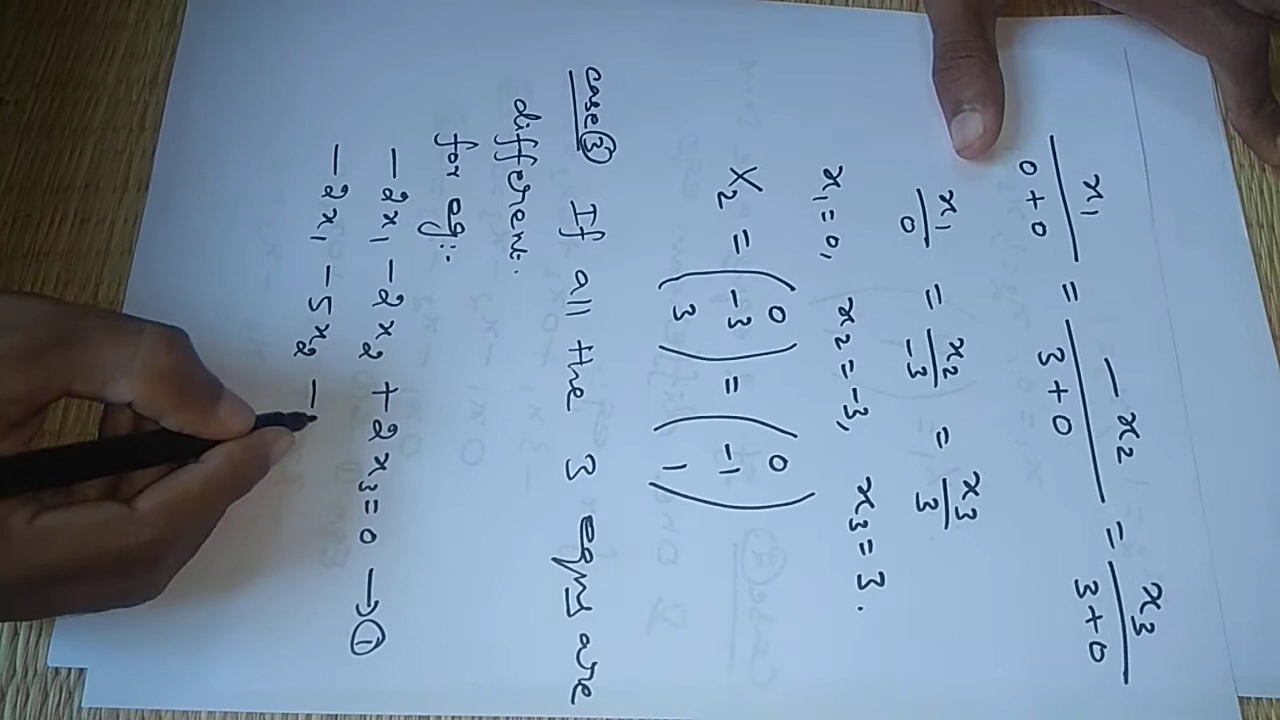 x1/0+0 = -x2/3+0 = x3/3+0
x1/0 = x2/-3 = x3/3
x1=0, x2=-3, x3=3.
X2 = (0 -3 3) = (0 -1 1)
case③ If all the 3 eqns are
different.
for eg:-
-2x1 -2x2 +2x3=0 →①
-2x1 -5x2 -